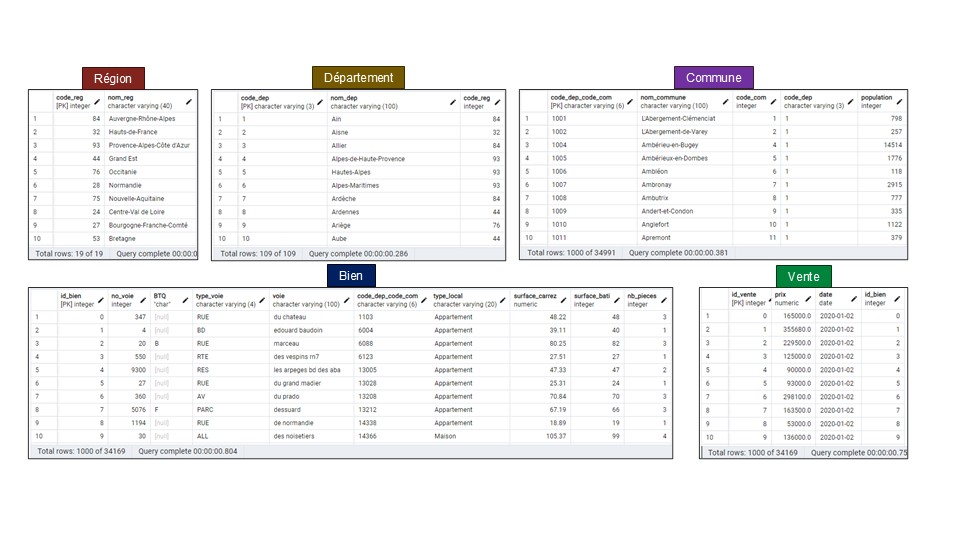 Région
Département
Commune
code_reg nom_reg
[PK] integer character varying (40)
1 84 Auvergne-Rhône-Alpes
2 32 Hauts-de-France
3 93 Provence-Alpes-Côte d'Azur
4 44 Grand Est
5 76 Occitanie
6 28 Normandie
7 75 Nouvelle-Aquitaine
8 24 Centre-Val de Loire
9 27 Bourgogne-Franche-Comté
10 53 Bretagne
Total rows: 19 of 19 Query complete 00:00:0
code_dep nom_dep code_reg
[PK] character varying (3) character varying (100) integer
1 1 Ain 84
2 2 Aisne 32
3 3 Allier 84
4 4 Alpes-de-Haute-Provence 93
5 5 Hautes-Alpes 93
6 6 Alpes-Maritimes 93
7 7 Ardèche 84
8 8 Ardennes 44
9 9 Ariège 76
10 10 Aube 44
Total rows: 109 of 109 Query complete 00:00:00.286
code_dep_code_com nom_commune code_com code_dep population
[PK] character varying (6) character varying (100) integer character varying (3) integer
1 1001 L'Abergement-Clémenciat 1 1 798
2 1002 L'Abergement-de-Varey 2 1 257
3 1004 Ambérieu-en-Bugey 4 1 14514
4 1005 Ambérieux-en-Dombes 5 1 1776
5 1006 Ambléon 6 1 118
6 1007 Ambronay 7 1 2915
7 1008 Ambutrix 8 1 777
8 1009 Andert-et-Condon 9 1 335
9 1010 Anglefort 10 1 1122
10 1011 Apremont 11 1 379
Total rows: 1000 of 34991 Query complete 00:00:00.381
Bien
Vente
id_bien no_voie BTQ type_voie voie code_dep_code_com type_local surface_carrez surface_bati nb_pieces
[PK] integer integer "char" character varying (4) character varying (100) character varying (6) character varying (20) numeric integer integer
1 0 347 [null] RUE du chateau 1103 Appartement 48.22 48 3
2 1 4 [null] BD edouard baudoin 6004 Appartement 39.11 40 1
3 2 20 B RUE marceau 6088 Appartement 80.25 82 3
4 3 550 [null] RTE des vespins rn7 6123 Appartement 27.51 27 1
5 4 9300 [null] RES les arpeges bd des aba 13005 Appartement 47.33 47 2
6 5 27 [null] RUE du grand madier 13028 Appartement 25.31 24 1
7 6 360 [null] AV du prado 13208 Appartement 70.84 70 3
8 7 5076 F PARC dessuard 13212 Appartement 67.19 66 3
9 8 1194 [null] RUE de normandie 14338 Appartement 18.89 19 1
10 9 30 [null] ALL des noisetiers 14366 Maison 105.37 99 4
Total rows: 1000 of 34169 Query complete 00:00:00.804
id_vente prix date id_bien
[PK] integer numeric date integer
1 0 165000.0 2020-01-02 0
2 1 355680.0 2020-01-02 1
3 2 229500.0 2020-01-02 2
4 3 125000.0 2020-01-02 3
5 4 90000.0 2020-01-02 4
6 5 93000.0 2020-01-02 5
7 6 298100.0 2020-01-02 6
8 7 163500.0 2020-01-02 7
9 8 53000.0 2020-01-02 8
10 9 136000.0 2020-01-02 9
Total rows: 1000 of 34169 Query complete 00:00:00.75